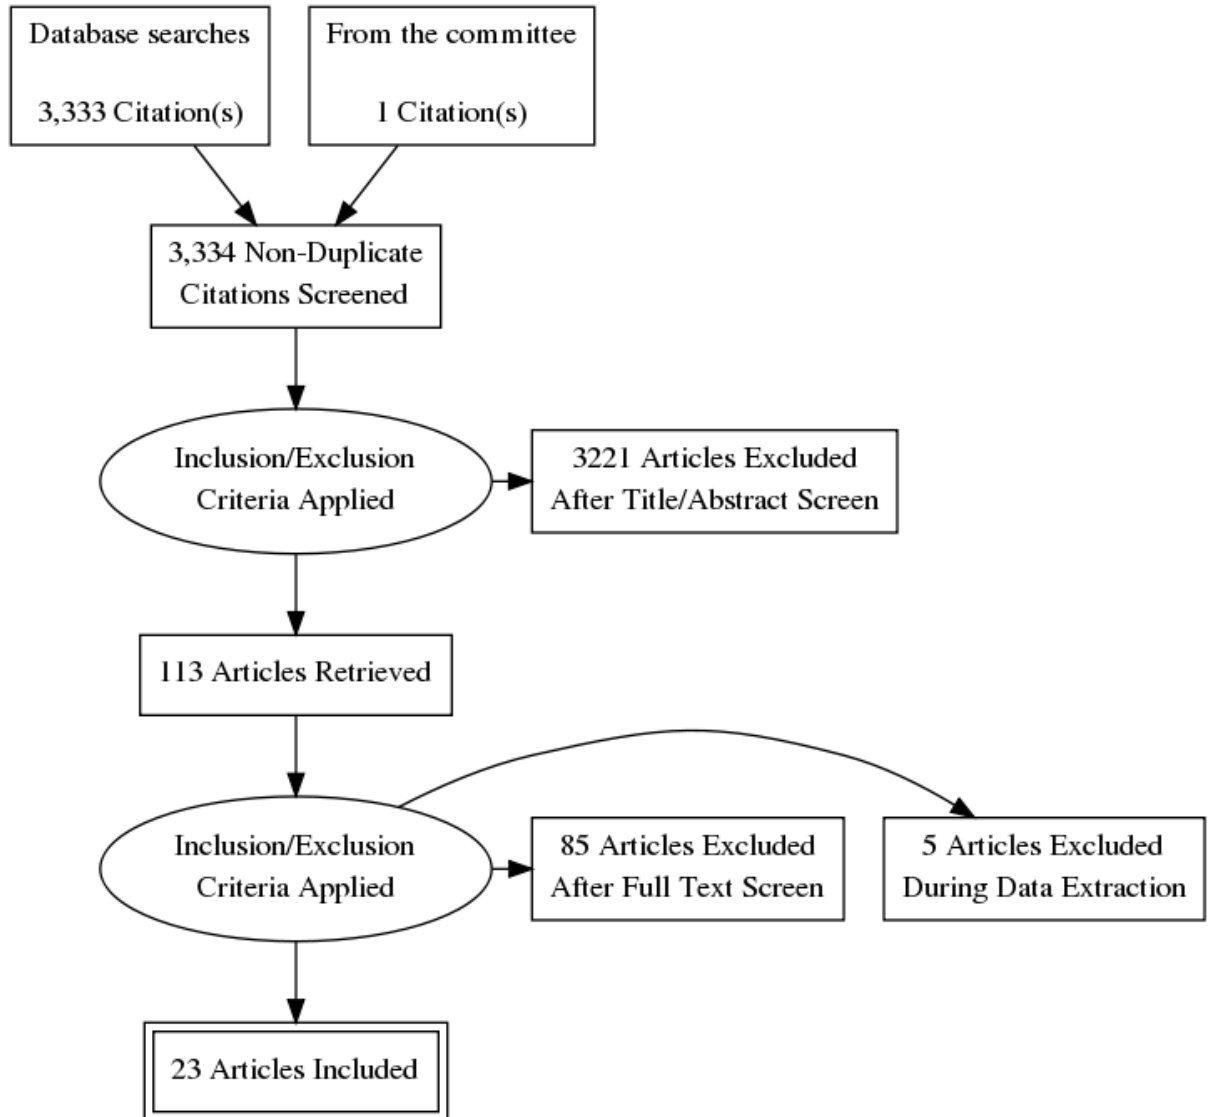 Database searches
3,333 Citation(s)
From the committee
1 Citation(s)
3,334 Non-Duplicate
Citations Screened
Inclusion/Exclusion
Criteria Applied
3221 Articles Excluded
After Title/Abstract Screen
113 Articles Retrieved
Inclusion/Exclusion
Criteria Applied
85 Articles Excluded
After Full Text Screen
5 Articles Excluded
During Data Extraction
23 Articles Included